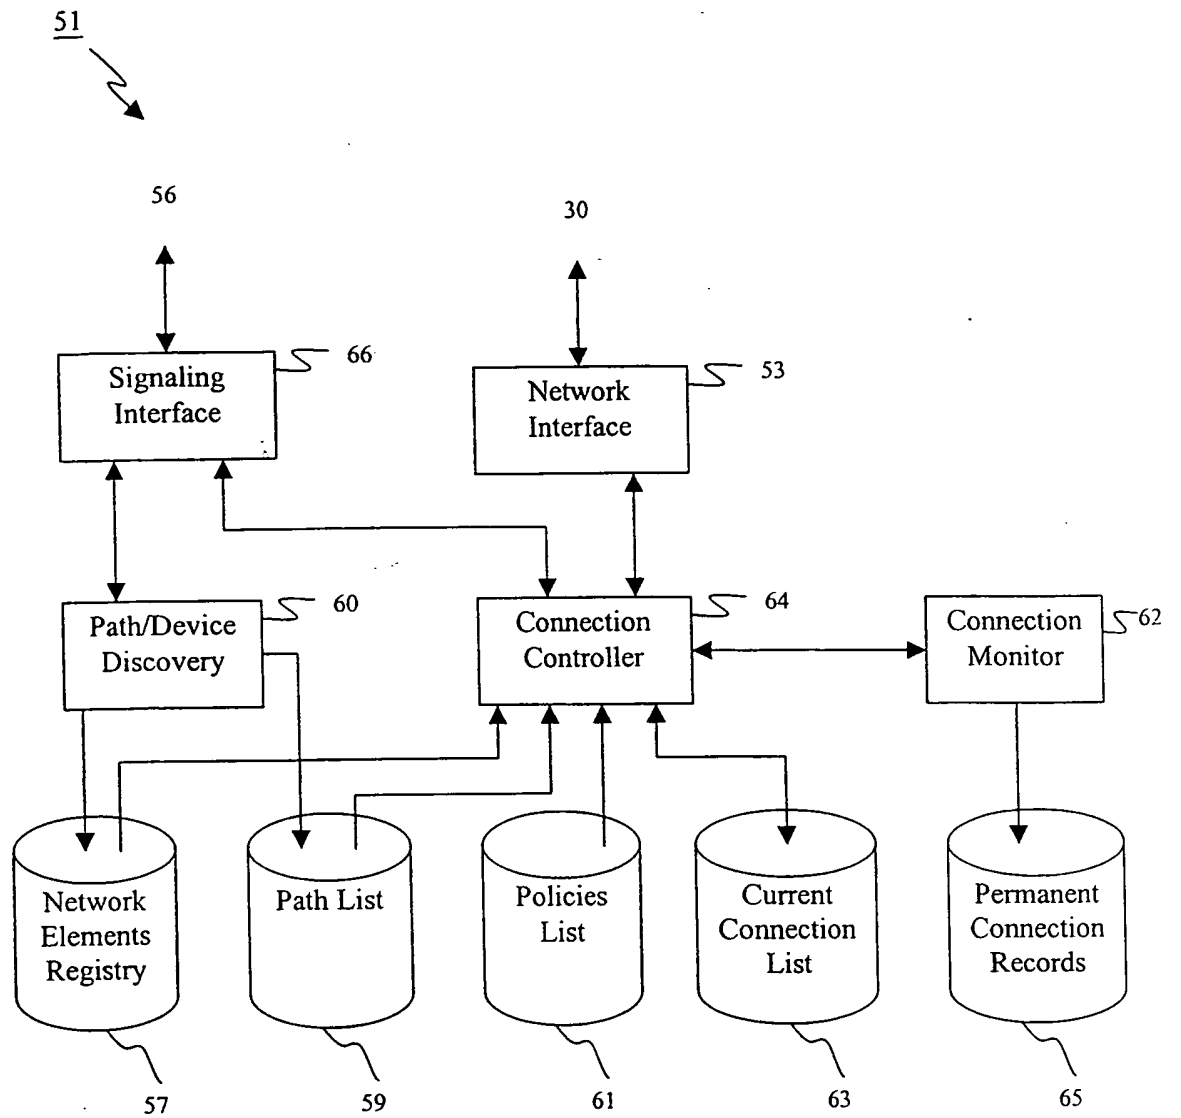 51
56
30
66
Signaling
Interface
53
Network
Interface
60
Path/Device
Discovery
64
Connection
Controller
62
Connection
Monitor
Network
Elements
Registry
Path List
Policies
List
Current
Connection
List
Permanent
Connection
Records
57
59
61
63
65